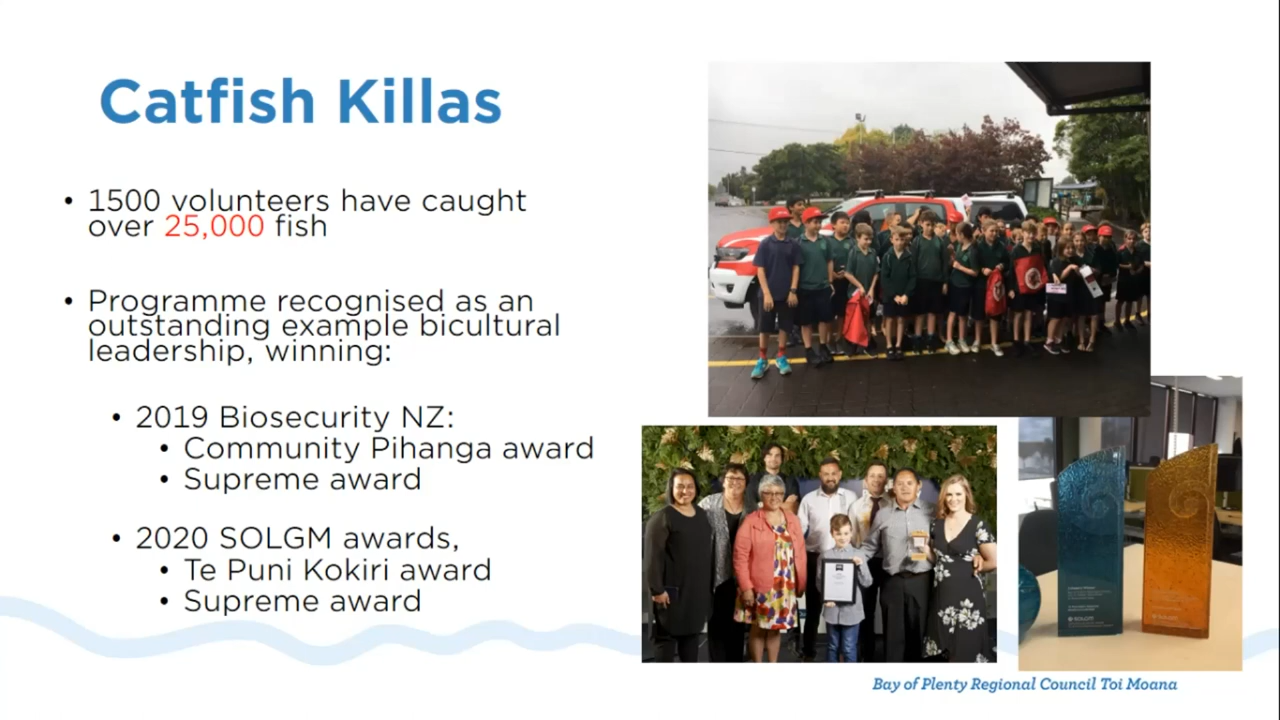 Catfish Killas
• 1500 volunteers have caught
over 25,000 fish
• Programme recognised as an
outstanding example bicultural
leadership, winning:
• 2019 Biosecurity NZ:
• Community Pihanga award
• Supreme award
• 2020 SOLGM awards,
• Te Puni Kokiri award
• Supreme award
SOLGM
Bay of Plenty Regional Council Toi Moana